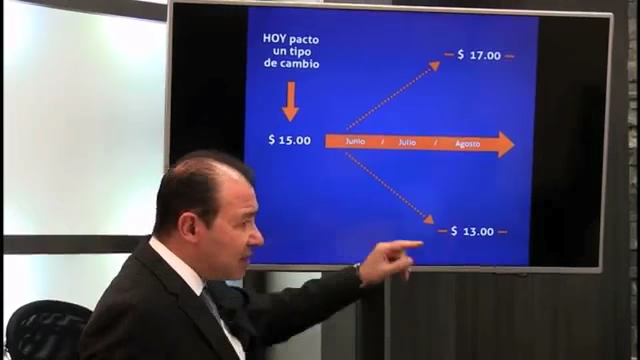 HOY pacto
un tipo
de cambio
$ 17.00
$ 15.00
Junio / Julio / Agosto
$ 13.00